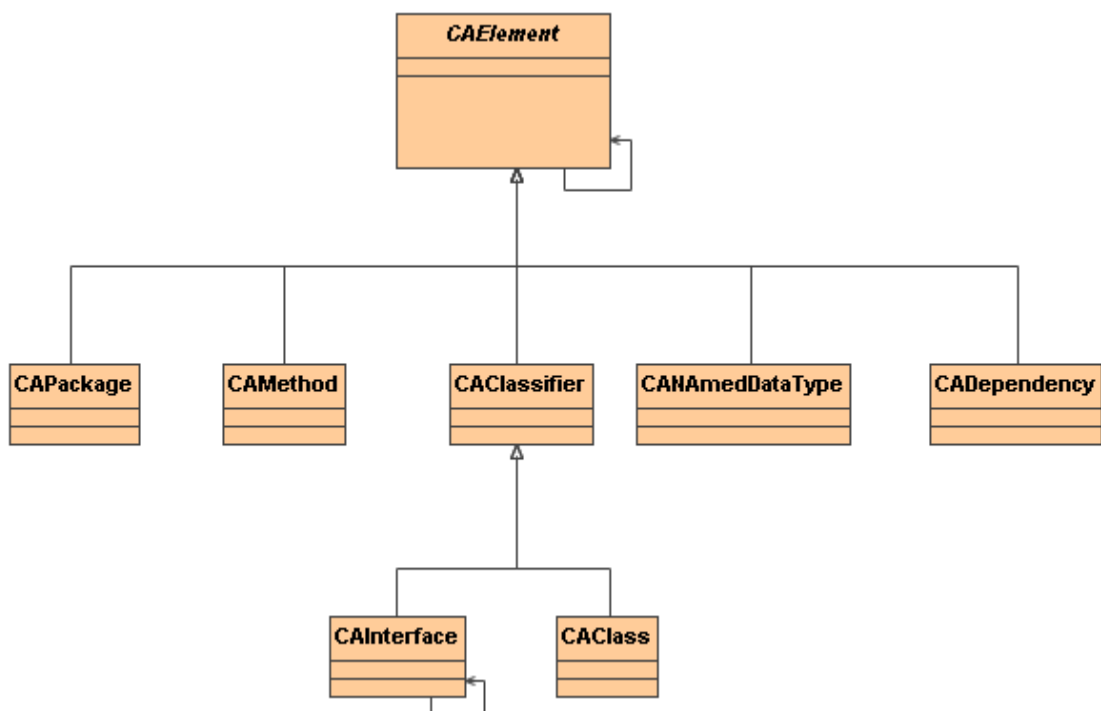 CAElement
CAPackage
CAMethod
CAClassifier
CANAmedDataType
CADependency
CAInterface
CAClass